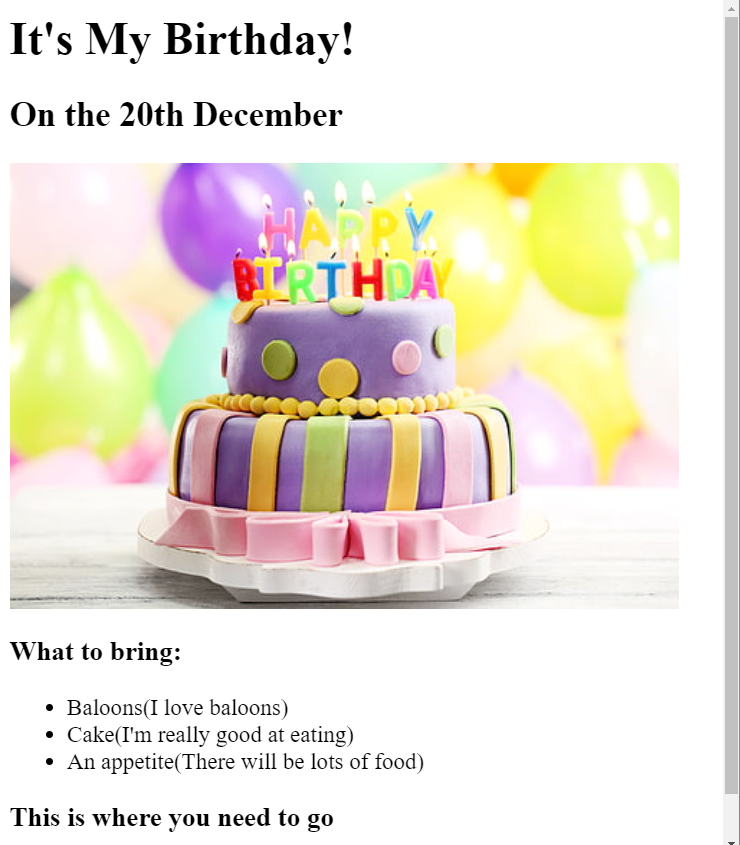 It's My Birthday!
On the 20th December
HAPPY
BIRTHDAY
What to bring:
Baloons(I love baloons)
Cake(I'm really good at eating)
An appetite(There will be lots of food)
This is where you need to go